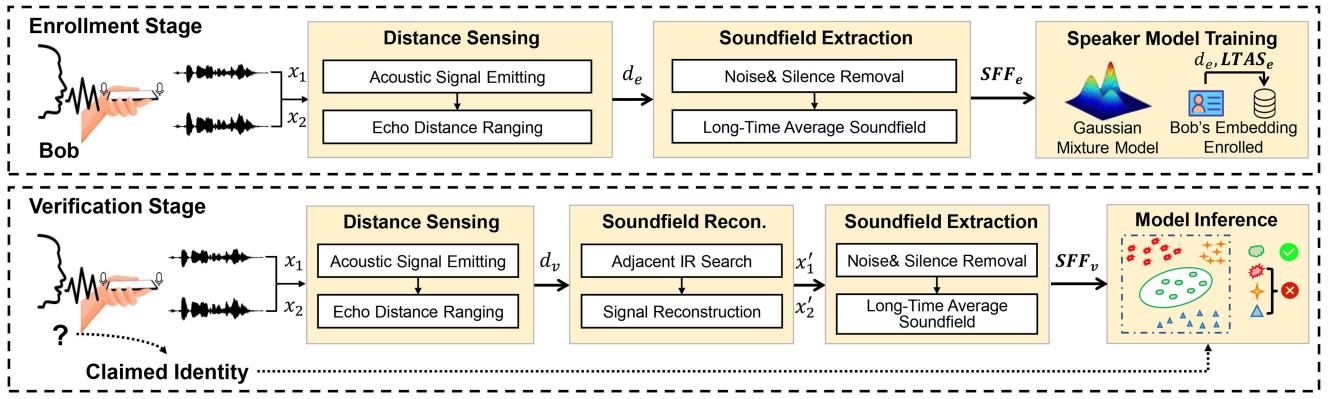 Enrollment Stage
Bob
x₁
x₂
Distance Sensing
Acoustic Signal Emitting
Echo Distance Ranging
dₑ
Soundfield Extraction
Noise& Silence Removal
Long-Time Average Soundfield
SFFₑ
Speaker Model Training
dₑ, LTASₑ
Gaussian
Mixture Model
Bob's Embedding
Enrolled
Verification Stage
?
Claimed Identity
x₁
x₂
Distance Sensing
Acoustic Signal Emitting
Echo Distance Ranging
dᵥ
Soundfield Recon.
Adjacent IR Search
Signal Reconstruction
x₁′
x₂′
Soundfield Extraction
Noise& Silence Removal
Long-Time Average
Soundfield
SFFᵥ
Model Inference